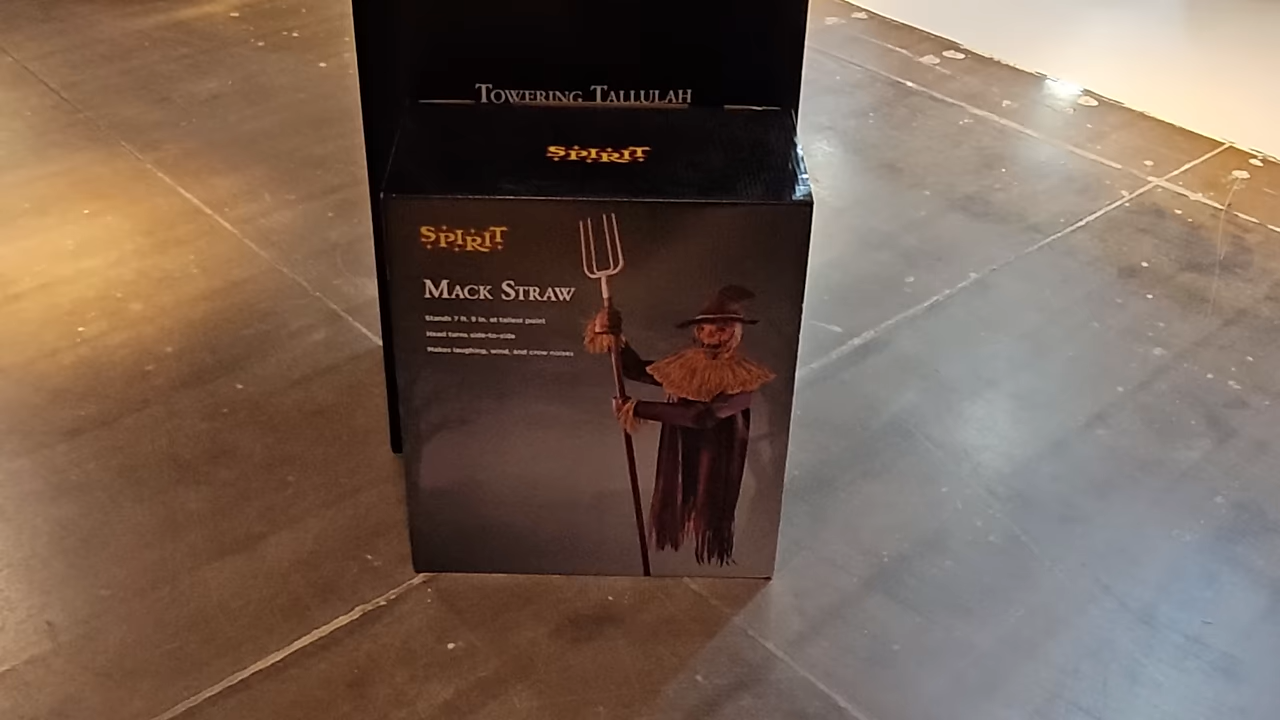 TOWERING TALLULAH
SPIRIT
SPIRIT
MACK STRAW
Stands 7 ft. 9 in. at tallest point
Head turns side-to-side
Makes laughing, wind, and crow noises